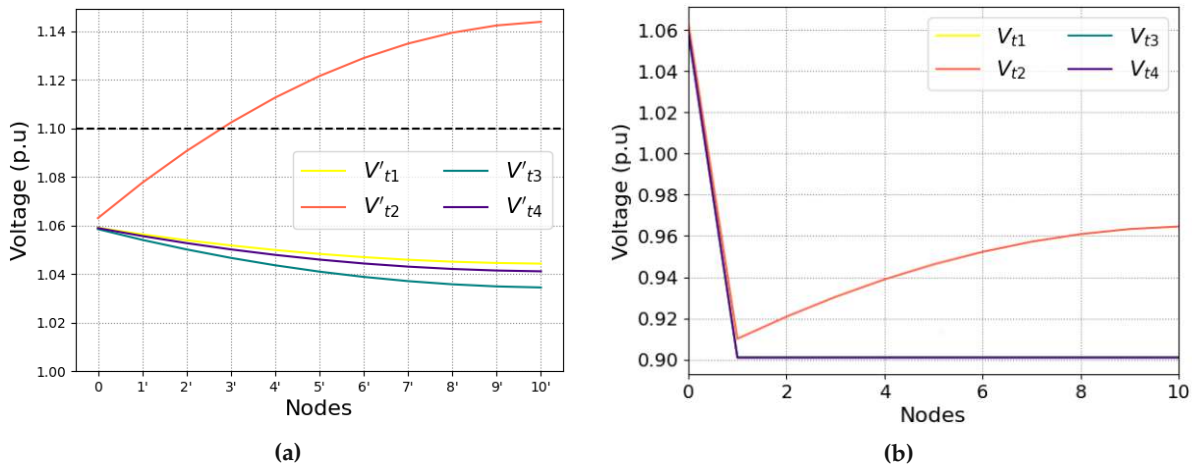 1.14
1.12
1.10
1.08
1.06
1.04
1.02
1.00
Voltage (p.u)
V't1 V't3
V't2 V't4
0 1' 2' 3' 4' 5' 6' 7' 8' 9' 10'
Nodes
(a)
1.06
1.04
1.02
1.00
0.98
0.96
0.94
0.92
0.90
Voltage (p.u)
Vt1 Vt3
Vt2 Vt4
0 2 4 6 8 10
Nodes
(b)